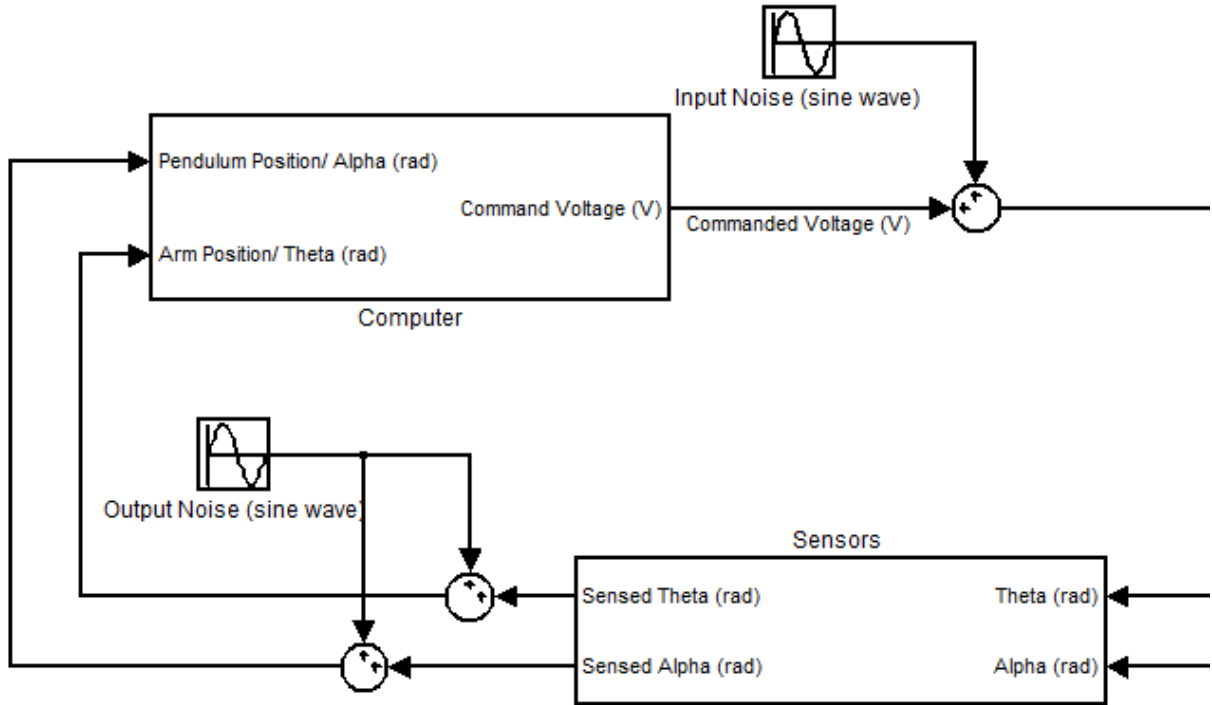 Input Noise (sine wave)
Pendulum Position/ Alpha (rad)
Command Voltage (V)
Commanded Voltage (V)
Arm Position/ Theta (rad)
Computer
Output Noise (sine wave)
Sensors
Sensed Theta (rad)
Theta (rad)
Sensed Alpha (rad)
Alpha (rad)